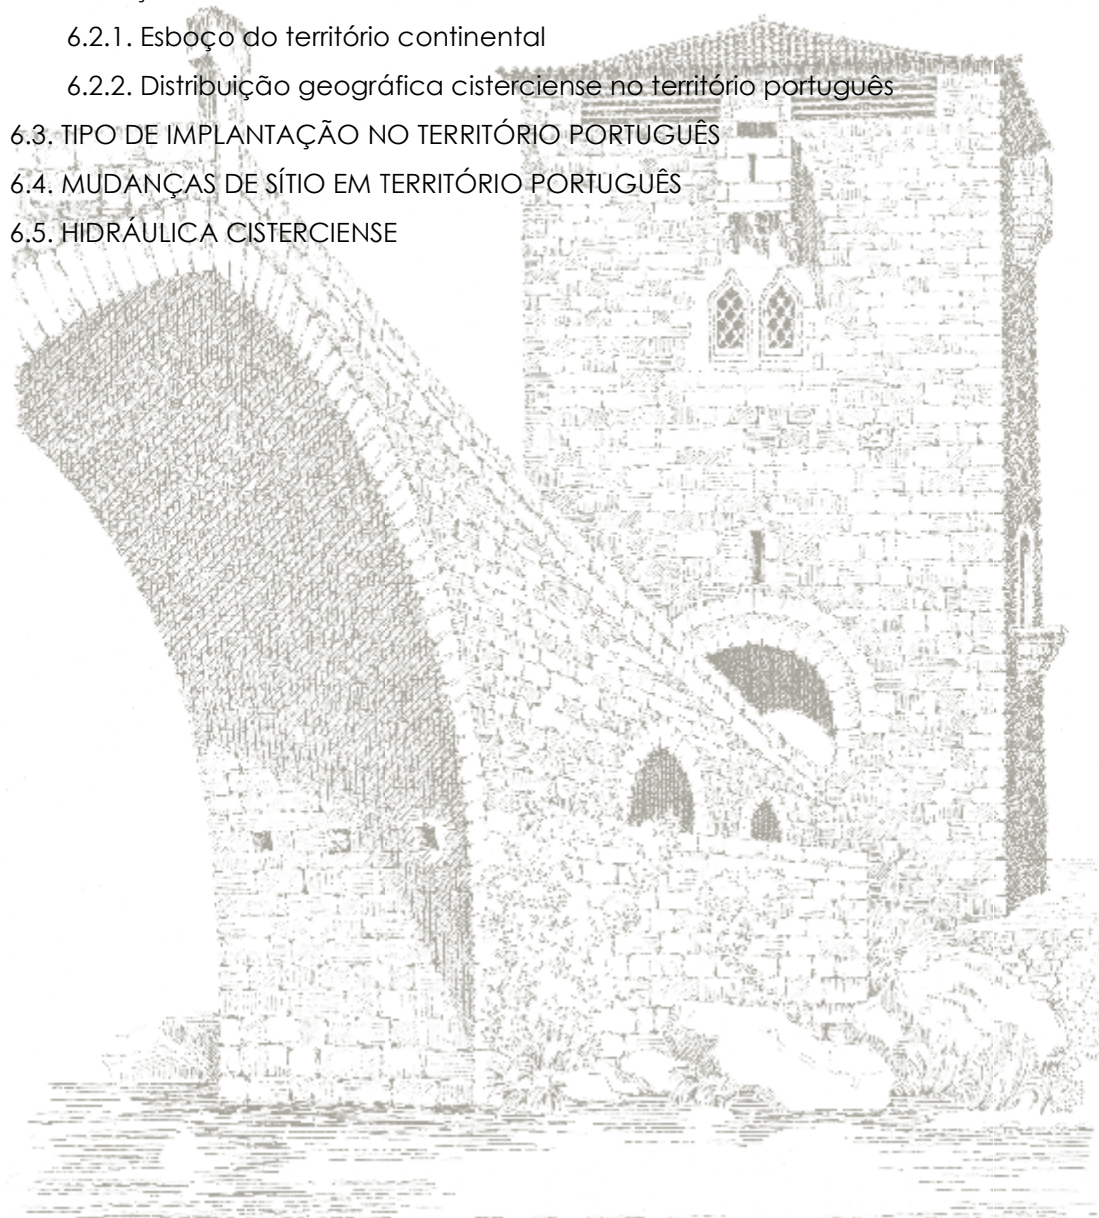 6.2.1. Esboço do território continental
6.2.2. Distribuição geográfica cisterciense no território português
6.3. TIPO DE IMPLANTAÇÃO NO TERRITÓRIO PORTUGUÊS
6.4. MUDANÇAS DE SÍTIO EM TERRITÓRIO PORTUGUÊS
6.5. HIDRÁULICA CISTERCIENSE